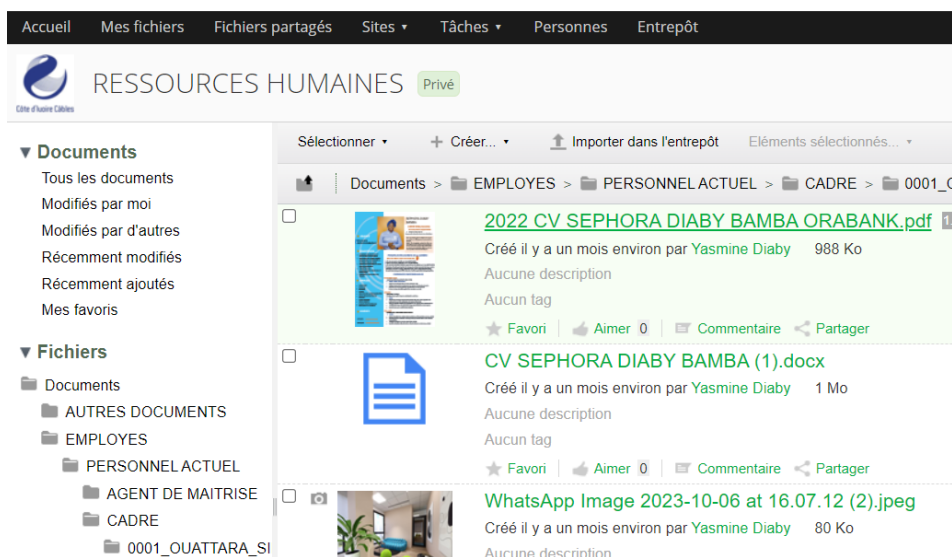 Accueil Mes fichiers Fichiers partagés Sites Tâches Personnes Entrepôt
Côte d'Ivoire Câbles
RESSOURCES HUMAINES Privé
Documents
Tous les documents
Modifiés par moi
Modifiés par d'autres
Récemment modifiés
Récemment ajoutés
Mes favoris
Fichiers
Documents
AUTRES DOCUMENTS
EMPLOYES
PERSONNEL ACTUEL
AGENT DE MAITRISE
CADRE
0001_OUATTARA_SI
Sélectionner Créer... Importer dans l'entrepôt Eléments sélectionnés...
Documents > EMPLOYES > PERSONNEL ACTUEL > CADRE > 0001_
2022 CV SEPHORA DIABY BAMBA ORABANK.pdf 1.
Créé il y a un mois environ par Yasmine Diaby 988 Ko
Aucune description
Aucun tag
Favori Aimer 0 Commentaire Partager
CV SEPHORA DIABY BAMBA (1).docx
Créé il y a un mois environ par Yasmine Diaby 1 Mo
Aucune description
Aucun tag
Favori Aimer 0 Commentaire Partager
WhatsApp Image 2023-10-06 at 16.07.12 (2).jpeg
Créé il y a un mois environ par Yasmine Diaby 80 Ko
Aucune description